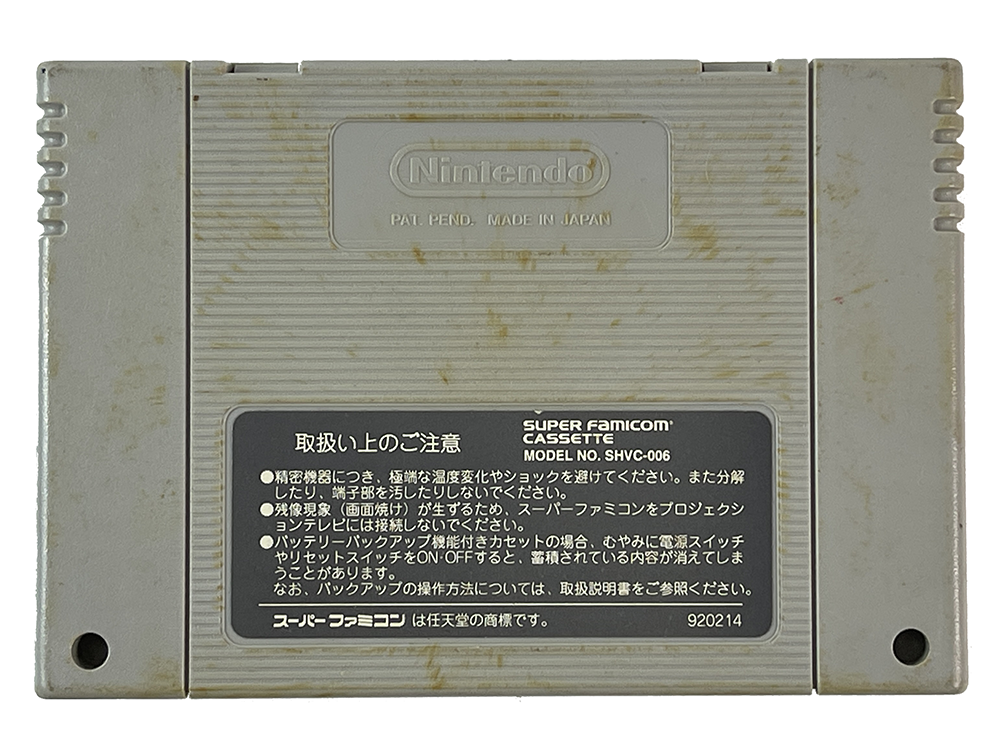 Nintendo
PAT. PEND. MADE IN JAPAN
取扱い上のご注意
SUPER FAMICOM®
CASSETTE
MODEL NO. SHVC-006
●精密機器につき、極端な温度変化やショックを避けてください。また分解
したり、端子部を汚したりしないでください。
●残像現象（画面焼け）が生ずるため、スーパーファミコンをプロジェクシ
ョンテレビには接続しないでください。
●バッテリーバックアップ機能付きカセットの場合、むやみに電源スイッチ
やリセットスイッチをON・OFFすると、蓄積されている内容が消えてしま
うことがあります。
なお、バックアップの操作方法については、取扱説明書をご参照ください。
スーパーファミコン は任天堂の商標です。
920214